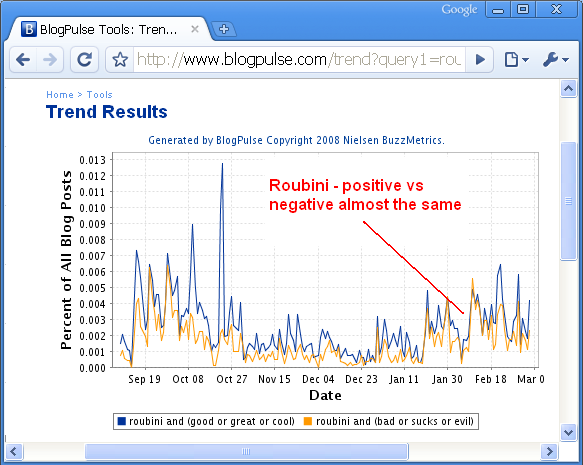 Google
BlogPulse Tools: Tren...
http://www.blogpulse.com/trend?query1=rou
Home > Tools
Trend Results
Generated by BlogPulse Copyright 2008 Nielsen BuzzMetrics.
Percent of All Blog Posts
0.013
0.012
0.011
0.010
0.009
0.008
0.007
0.006
0.005
0.004
0.003
0.002
0.001
0.000
Roubini - positive vs
negative almost the same
Sep 19 Oct 08 Oct 27 Nov 15 Dec 04 Dec 23 Jan 11 Jan 30 Feb 18 Mar 0
Date
roubini and (good or great or cool) roubini and (bad or sucks or evil)